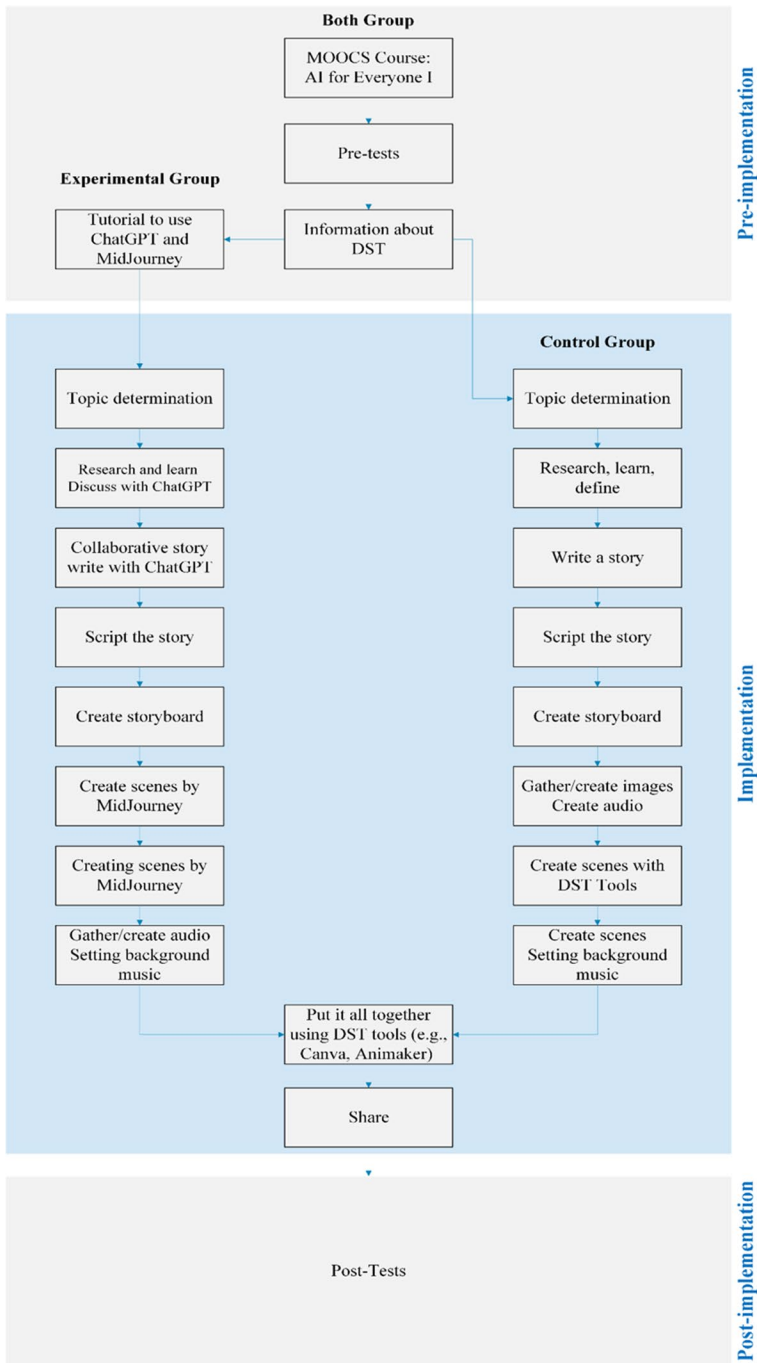 Both Group
MOOCS Course:
AI for Everyone I
Pre-tests
Experimental Group
Tutorial to use
ChatGPT and
MidJourney
Information about
DST
Pre-implementation
Control Group
Topic determination
Research and learn
Discuss with ChatGPT
Collaborative story
write with ChatGPT
Script the story
Create storyboard
Create scenes by
MidJourney
Creating scenes by
MidJourney
Gather/create audio
Setting background
music
Topic determination
Research, learn,
define
Write a story
Script the story
Create storyboard
Gather/create images
Create audio
Create scenes with
DST Tools
Create scenes
Setting background
music
Put it all together
using DST tools (e.g.,
Canva, Animaker)
Share
Implementation
Post-Tests
Post-implementation